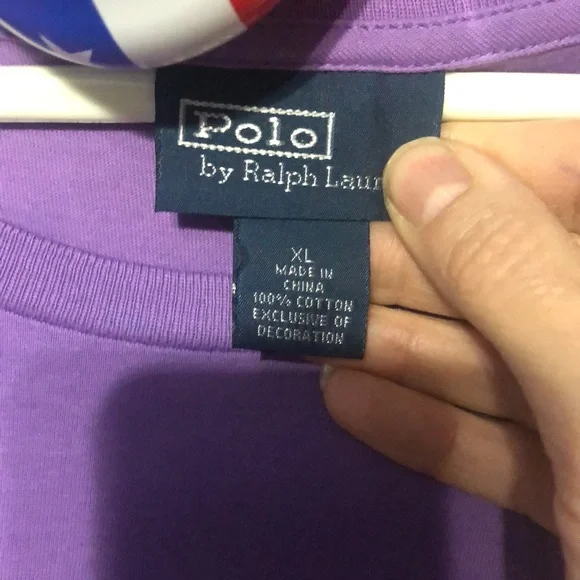 Polo
by Ralph Laur
XL
MADE IN
CHINA
100% COTTON
EXCLUSIVE OF
DECORATION